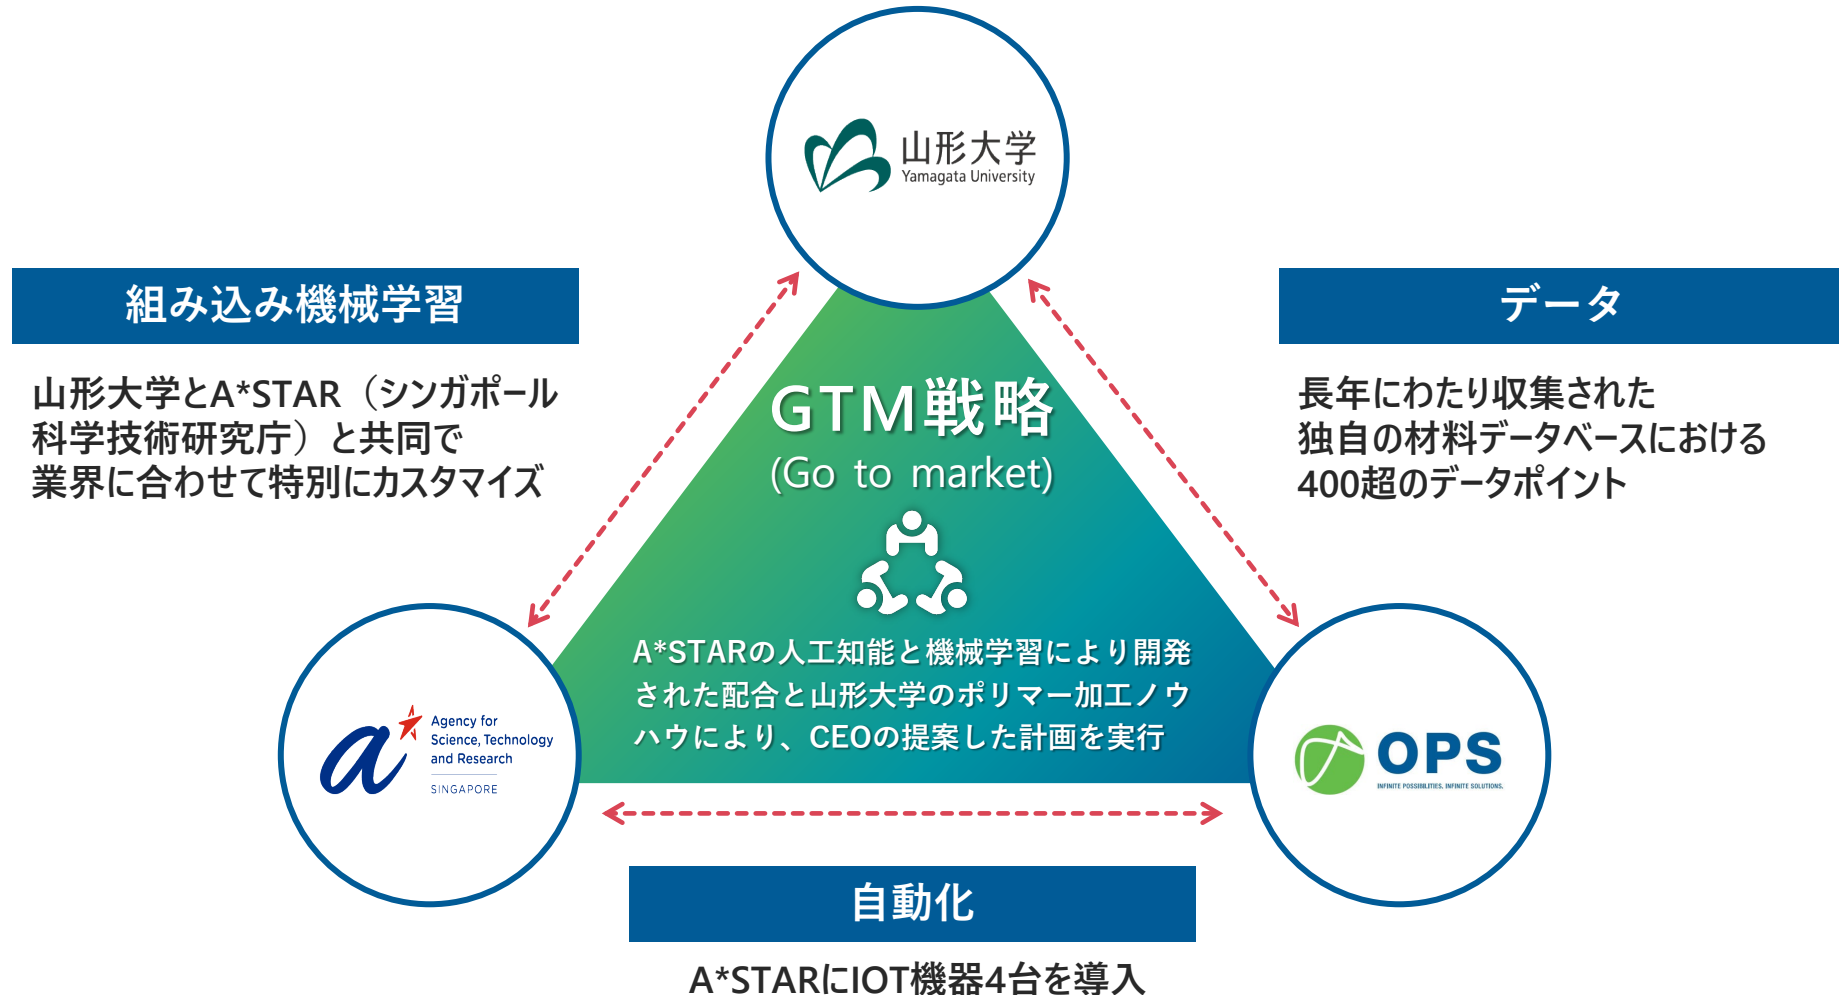 山形大学
Yamagata University
組み込み機械学習
山形大学とA*STAR（シンガポール
科学技術研究庁）と共同で
業界に合わせて特別にカスタマイズ
データ
長年にわたり収集された
独自の材料データベースにおける
400超のデータポイント
GTM戦略
(Go to market)
A*STARの人工知能と機械学習により開発
された配合と山形大学のポリマー加工ノウ
ハウにより、CEOの提案した計画を実行
a
Agency for
Science, Technology
and Research
SINGAPORE
OPS
INFINITE POSSIBILITIES, INFINITE SOLUTIONS.
自動化
A*STARにIOT機器4台を導入